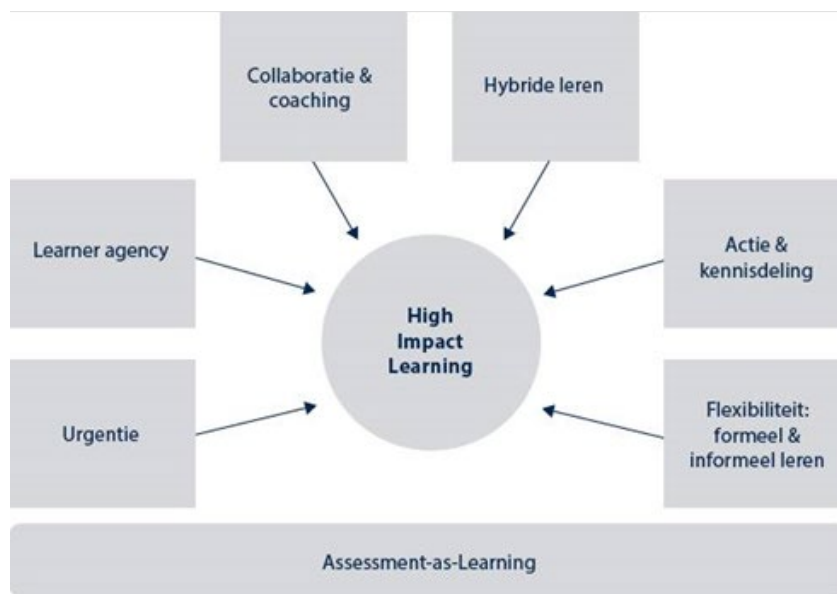 Collaboratie &
coaching
Hybride leren
Learner agency
Actie &
kennisdeling
High
Impact
Learning
Urgentie
Flexibiliteit:
formeel &
informeel leren
Assessment-as-Learning